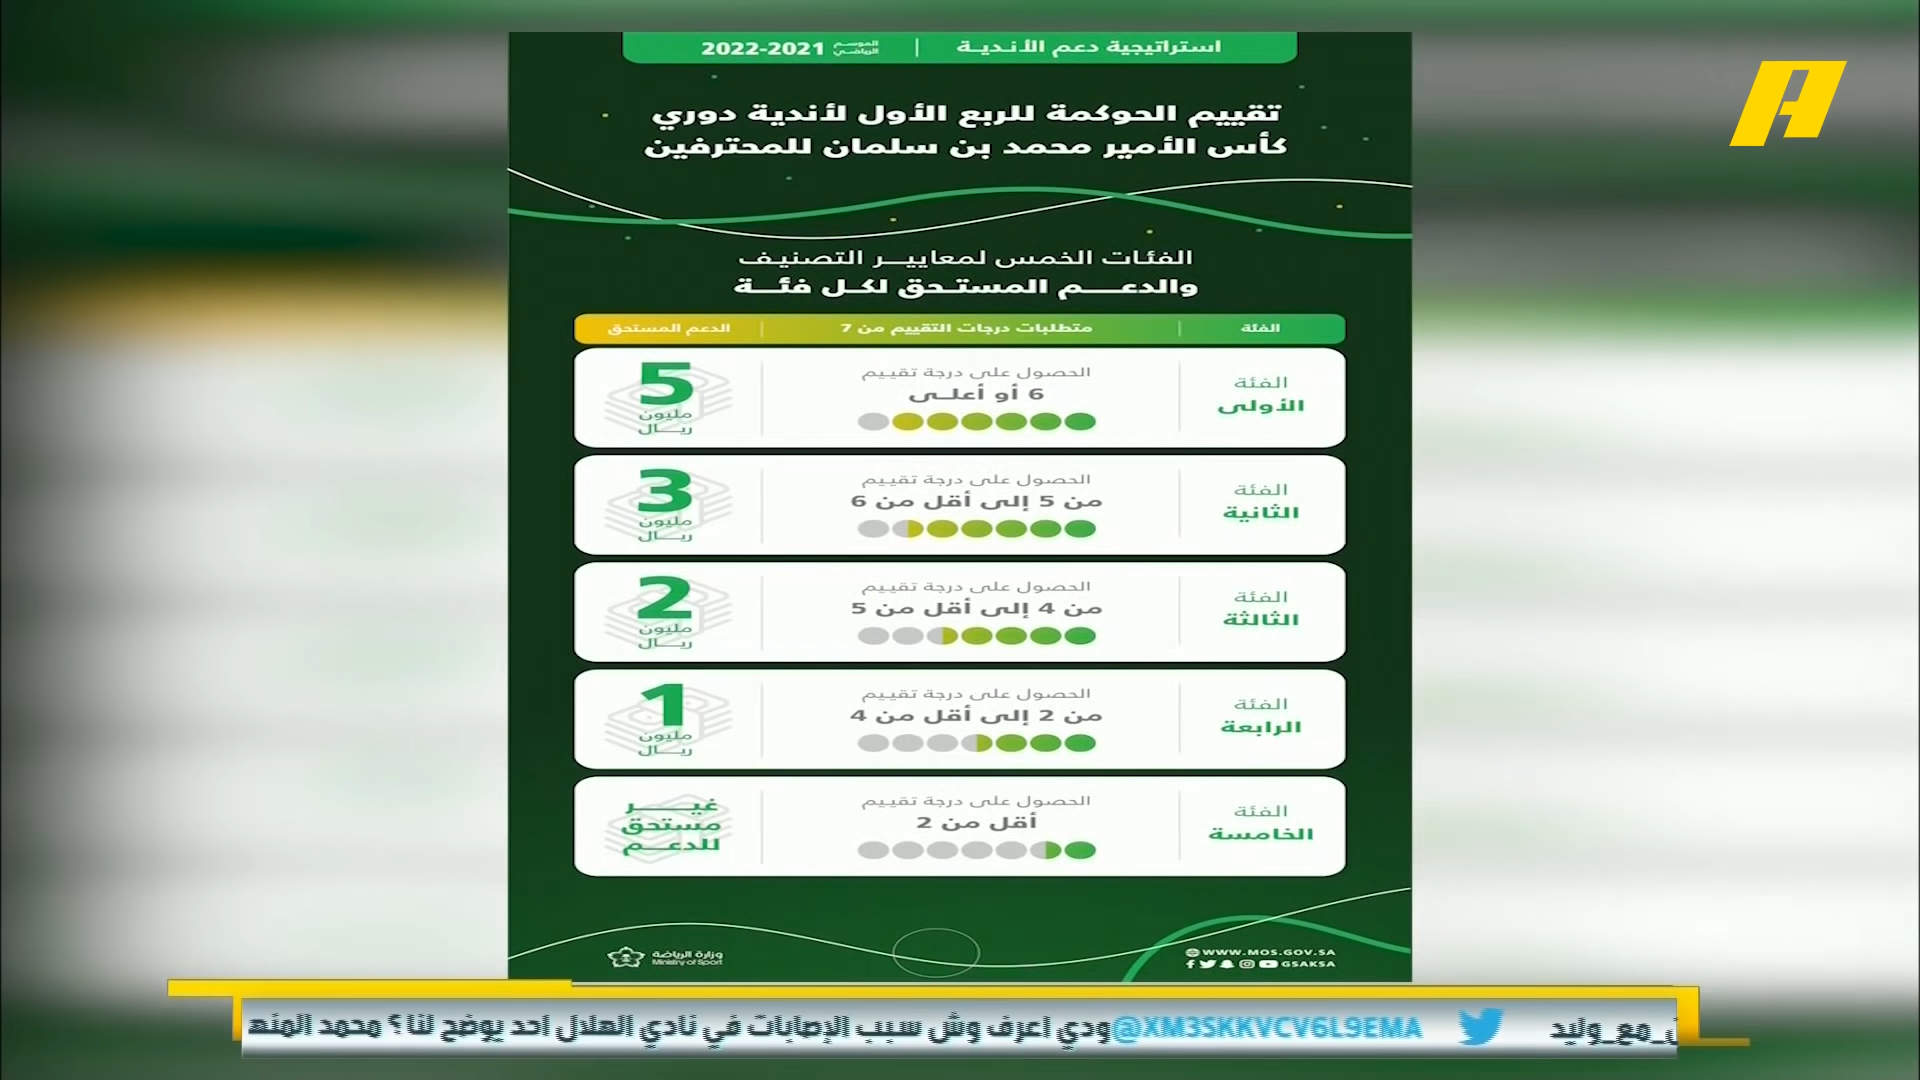 استراتيجية دعم الأندية | الموسم الرياضي 2021-2022
تقييم الحوكمة للربع الأول لأندية دوري
كأس الأمير محمد بن سلمان للمحترفين
الفئات الخمس لمعاييـر التصنيف
والدعـم المستحق لكل فئة
الفئة | متطلبات درجات التقييم من 7 | الدعم المستحق
الفئة
الأولى
الحصول على درجة تقييم
6 أو أعلى
5
مليون
ريال
الفئة
الثانية
الحصول على درجة تقييم
من 5 إلى أقل من 6
3
مليون
ريال
الفئة
الثالثة
الحصول على درجة تقييم
من 4 إلى أقل من 5
2
مليون
ريال
الفئة
الرابعة
الحصول على درجة تقييم
من 2 إلى أقل من 4
1
مليون
ريال
الفئة
الخامسة
الحصول على درجة تقييم
أقل من 2
غير
مستحق
للدعم
WWW.MOS.GOV.SA
GSAKSA
وزارة الرياضة
Ministry of Sport
_مع_وليد @XM3SKKVCV6L9EMA ودي اعرف وش سبب الإصابات في نادي الهلال احد يوضح لنا ؟ محمد